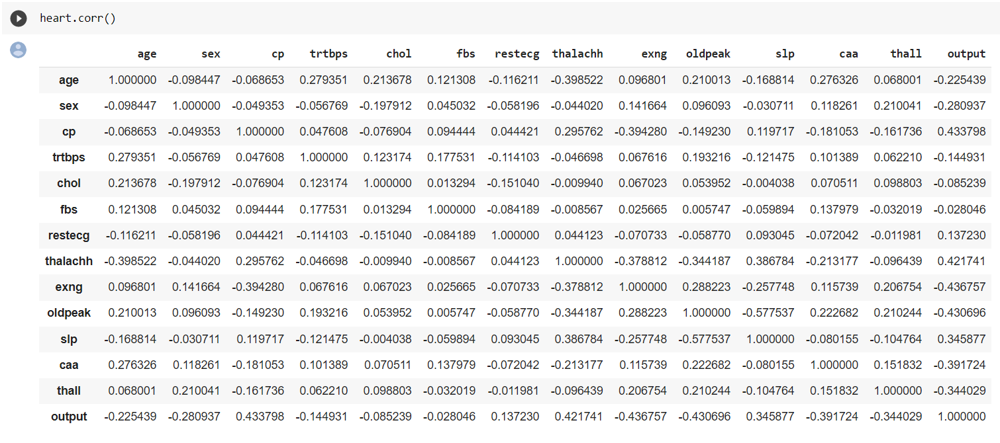 heart.corr()
age sex cp trtbps chol fbs restecg thalachh exng oldpeak slp caa thall output
age 1.000000 -0.098447 -0.068653 0.279351 0.213678 0.121308 -0.116211 -0.398522 0.096801 0.210013 -0.168814 0.276326 0.068001 -0.225439
sex -0.098447 1.000000 -0.049353 -0.056769 -0.197912 0.045032 -0.058196 -0.044020 0.141664 0.096093 -0.030711 0.118261 0.210041 -0.280937
cp -0.068653 -0.049353 1.000000 0.047608 -0.076904 0.094444 0.044421 0.295762 -0.394280 -0.149230 0.119717 -0.181053 -0.161736 0.433798
trtbps 0.279351 -0.056769 0.047608 1.000000 0.123174 0.177531 -0.114103 -0.046698 0.067616 0.193216 -0.121475 0.101389 0.062210 -0.144931
chol 0.213678 -0.197912 -0.076904 0.123174 1.000000 0.013294 -0.151040 -0.009940 0.067023 0.053952 -0.004038 0.070511 0.098803 -0.085239
fbs 0.121308 0.045032 0.094444 0.177531 0.013294 1.000000 -0.084189 -0.008567 0.025665 0.005747 -0.059894 0.137979 -0.032019 -0.028046
restecg -0.116211 -0.058196 0.044421 -0.114103 -0.151040 -0.084189 1.000000 0.044123 -0.070733 -0.058770 0.093045 -0.072042 -0.011981 0.137230
thalachh -0.398522 -0.044020 0.295762 -0.046698 -0.009940 -0.008567 0.044123 1.000000 -0.378812 -0.344187 0.386784 -0.213177 -0.096439 0.421741
exng 0.096801 0.141664 -0.394280 0.067616 0.067023 0.025665 -0.070733 -0.378812 1.000000 0.288223 -0.257748 0.115739 0.206754 -0.436757
oldpeak 0.210013 0.096093 -0.149230 0.193216 0.053952 0.005747 -0.058770 -0.344187 0.288223 1.000000 -0.577537 0.222682 0.210244 -0.430696
slp -0.168814 -0.030711 0.119717 -0.121475 -0.004038 -0.059894 0.093045 0.386784 -0.257748 -0.577537 1.000000 -0.080155 -0.104764 0.345877
caa 0.276326 0.118261 -0.181053 0.101389 0.070511 0.137979 -0.072042 -0.213177 0.115739 0.222682 -0.080155 1.000000 0.151832 -0.391724
thall 0.068001 0.210041 -0.161736 0.062210 0.098803 -0.032019 -0.011981 -0.096439 0.206754 0.210244 -0.104764 0.151832 1.000000 -0.344029
output -0.225439 -0.280937 0.433798 -0.144931 -0.085239 -0.028046 0.137230 0.421741 -0.436757 -0.430696 0.345877 -0.391724 -0.344029 1.000000